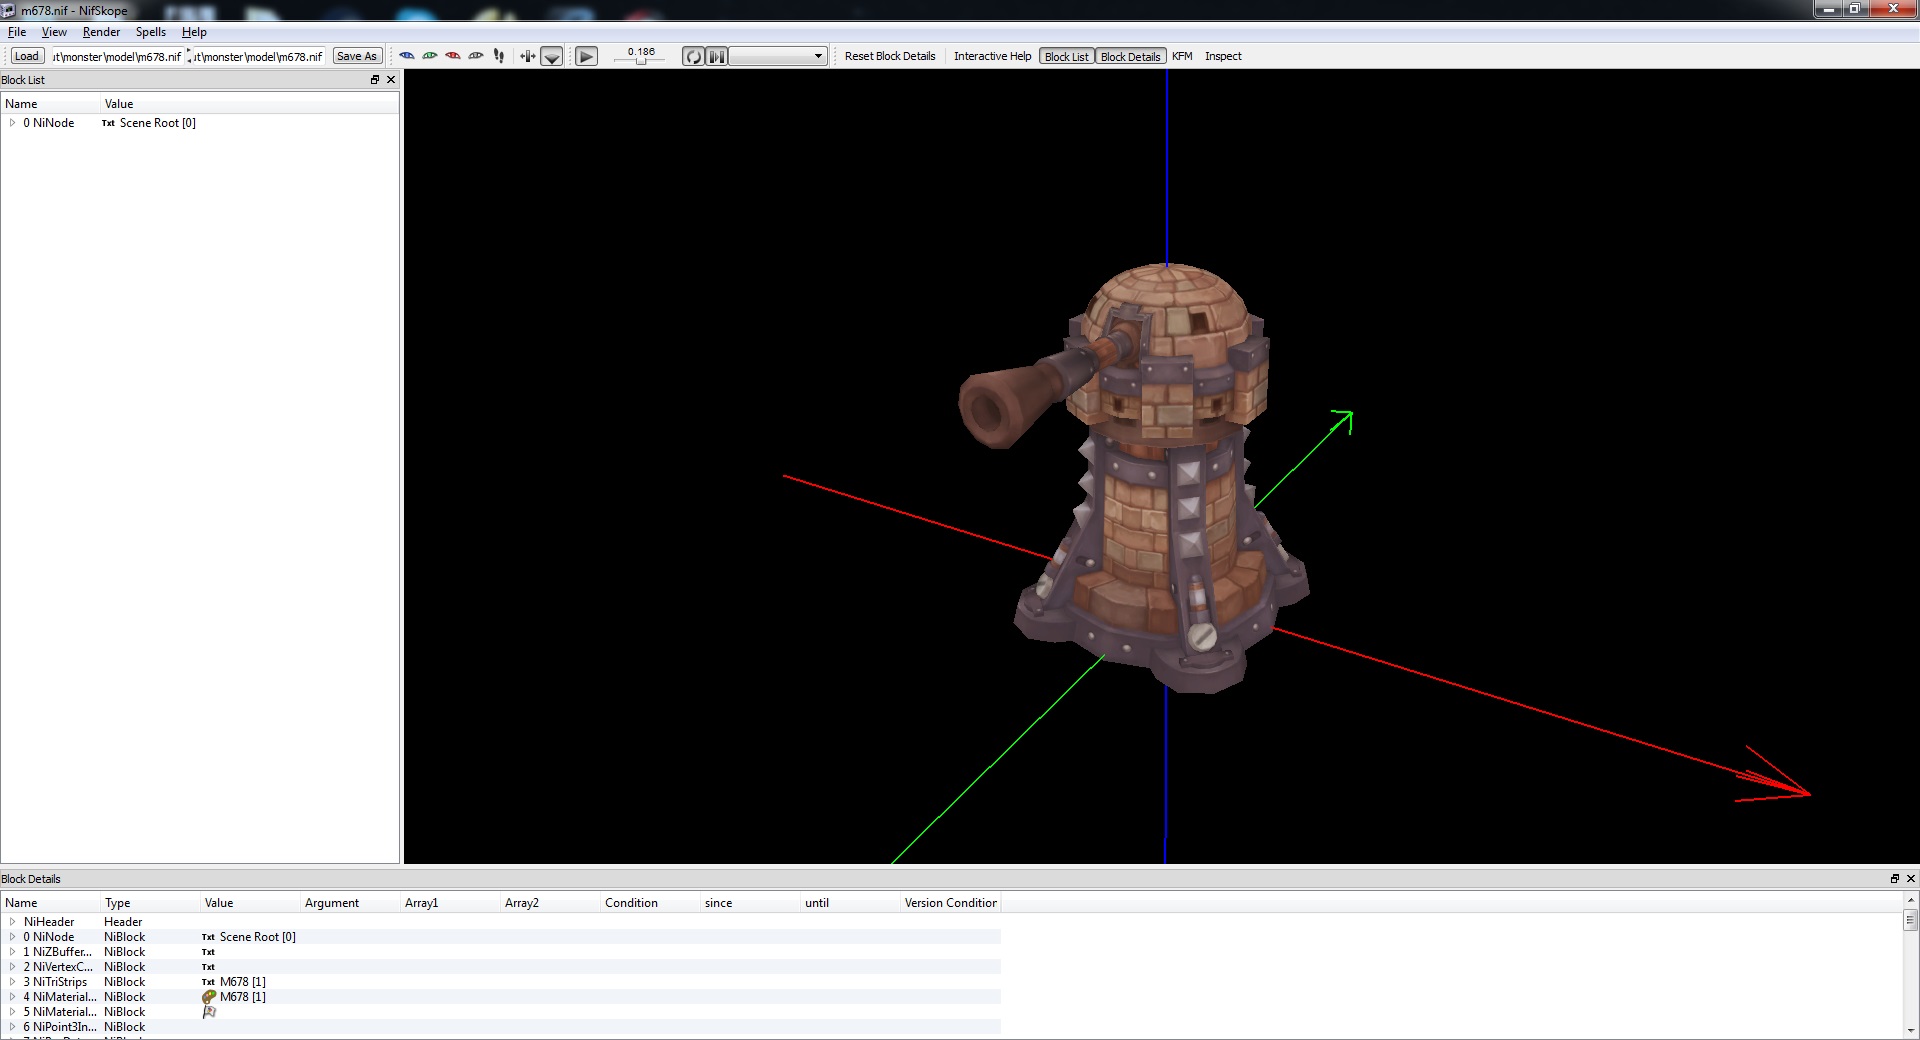 m678.nif - NifSkope
File View Render Spells Help
Load ut\monster\model\m678.nif ut\monster\model\m678.nif Save As 0.186 Reset Block Details Interactive Help Block List Block Details KFM Inspect
Block List
Name Value
0 NiNode Txt Scene Root [0]
Block Details
Name Type Value Argument Array1 Array2 Condition since until Version Condition
NiHeader Header
0 NiNode NiBlock Txt Scene Root [0]
1 NiZBuffer... NiBlock Txt
2 NiVertexC... NiBlock Txt
3 NiTriStrips NiBlock Txt M678 [1]
4 NiMaterial... NiBlock M678 [1]
5 NiMaterial... NiBlock
6 NiPoint3In... NiBlock